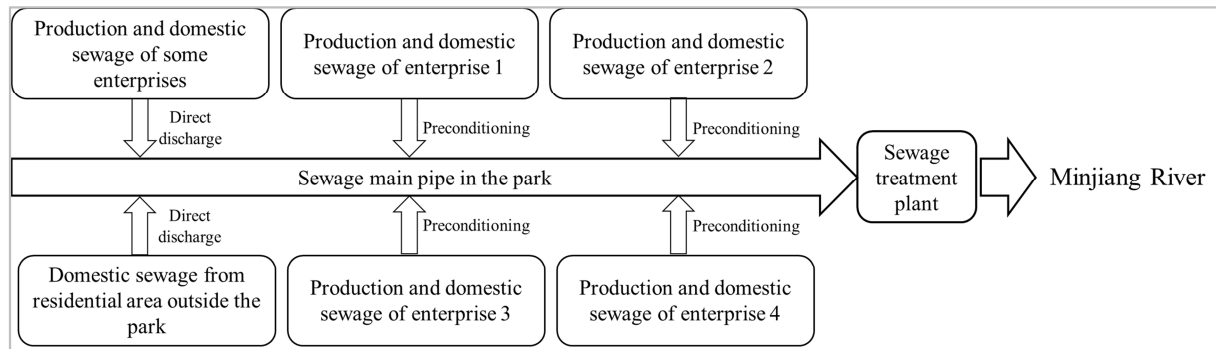 Production and domestic
sewage of some
enterprises
Production and domestic
sewage of enterprise 1
Production and domestic
sewage of enterprise 2
Direct
discharge
Preconditioning
Preconditioning
Sewage main pipe in the park
Sewage
treatment
plant
Minjiang River
Direct
discharge
Preconditioning
Preconditioning
Domestic sewage from
residential area outside the
park
Production and domestic
sewage of enterprise 3
Production and domestic
sewage of enterprise 4